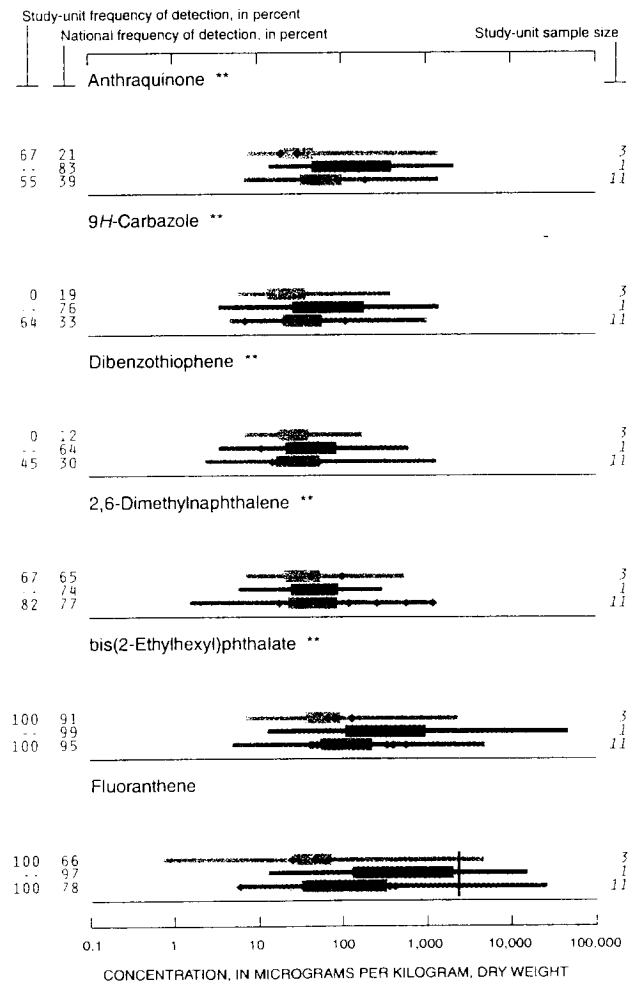 Study-unit frequency of detection, in percent
National frequency of detection, in percent
Study-unit sample size
Anthraquinone **
67 21 3
-- 83 1
55 39 11
9H-Carbazole **
0 19 3
-- 76 1
64 33 11
Dibenzothiophene **
0 12 3
-- 64 1
45 30 11
2,6-Dimethylnaphthalene **
67 65 3
-- 74 1
82 77 11
bis(2-Ethylhexyl)phthalate **
100 91 3
-- 99 1
100 95 11
Fluoranthene
100 66 3
-- 97 1
100 78 11
0.1 1 10 100 1,000 10,000 100,000
CONCENTRATION, IN MICROGRAMS PER KILOGRAM, DRY WEIGHT